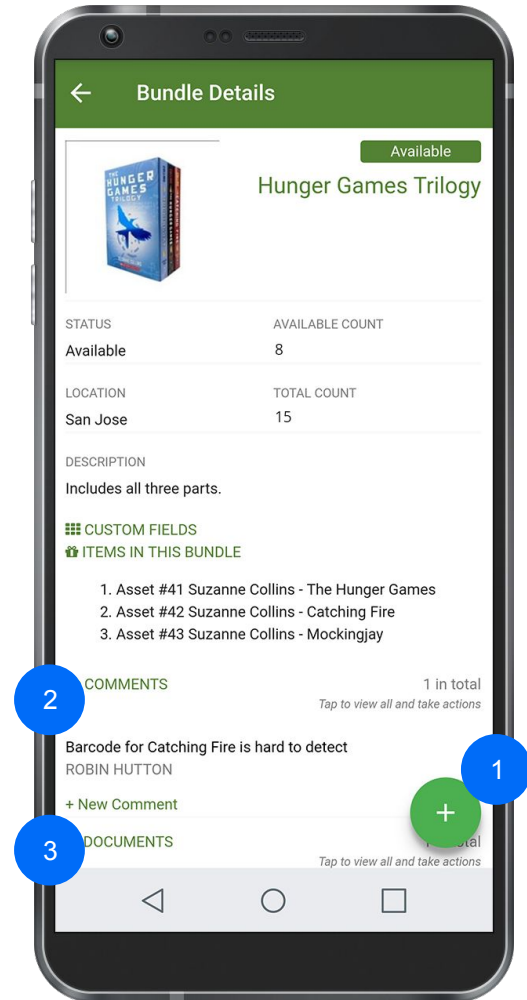 Bundle Details
Available
THE
HUNGER
GAMES
TRILOGY
Hunger Games Trilogy
STATUS
AVAILABLE COUNT
Available
8
LOCATION
TOTAL COUNT
San Jose
15
DESCRIPTION
Includes all three parts.
CUSTOM FIELDS
ITEMS IN THIS BUNDLE
1. Asset #41 Suzanne Collins - The Hunger Games
2. Asset #42 Suzanne Collins - Catching Fire
3. Asset #43 Suzanne Collins - Mockingjay
2
COMMENTS
1 in total
Tap to view all and take actions
Barcode for Catching Fire is hard to detect
ROBIN HUTTON
1
+ New Comment
+
3
DOCUMENTS
Tap to view all and take actions